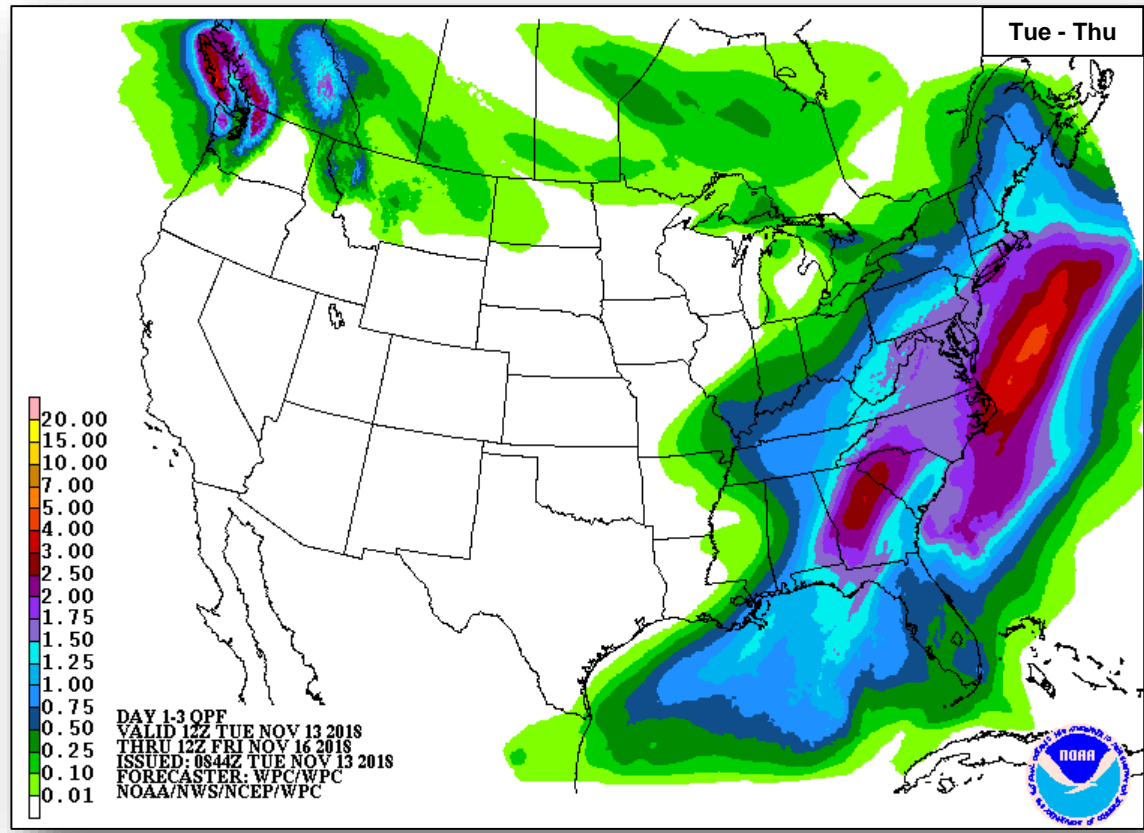 Tue - Thu
20.00
15.00
10.00
7.00
5.00
4.00
3.00
2.50
2.00
1.75
1.50
1.25
1.00
0.75
0.50
0.25
0.10
0.01
DAY 1-3 QPF
VALID 12Z TUE NOV 13 2018
THRU 12Z FRI NOV 16 2018
ISSUED: 0844Z TUE NOV 13 2018
FORECASTER: WPC/WPC
NOAA/NWS/NCEP/WPC
NOAA